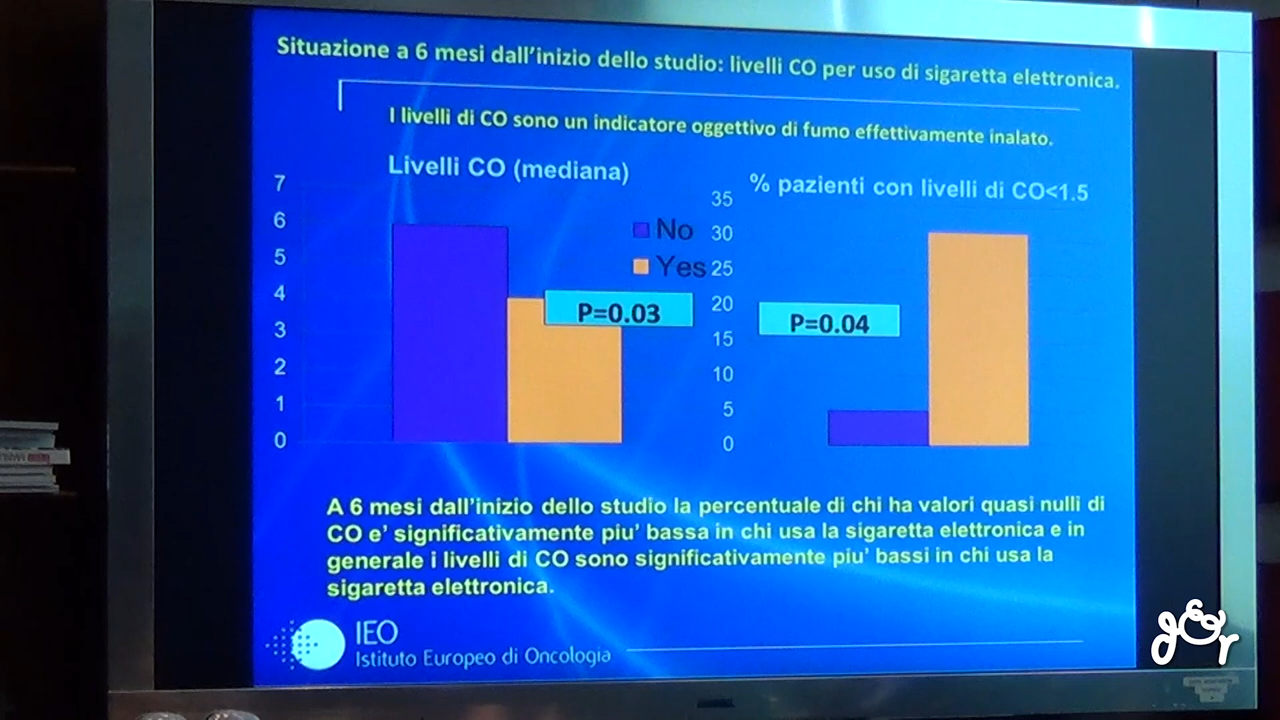 Situazione a 6 mesi dall'inizio dello studio: livelli CO per uso di sigaretta elettronica.
I livelli di CO sono un indicatore oggettivo di fumo effettivamente inalato.
Livelli CO (mediana)
7
6
5
4
3
2
1
0
No
Yes
P=0.03
% pazienti con livelli di CO<1.5
35
30
25
20
15
10
5
0
P=0.04
A 6 mesi dall'inizio dello studio la percentuale di chi ha valori quasi nulli di
CO e' significativamente piu' bassa in chi usa la sigaretta elettronica e in
generale i livelli di CO sono significativamente piu' bassi in chi usa la
sigaretta elettronica.
IEO
Istituto Europeo di Oncologia
g&r